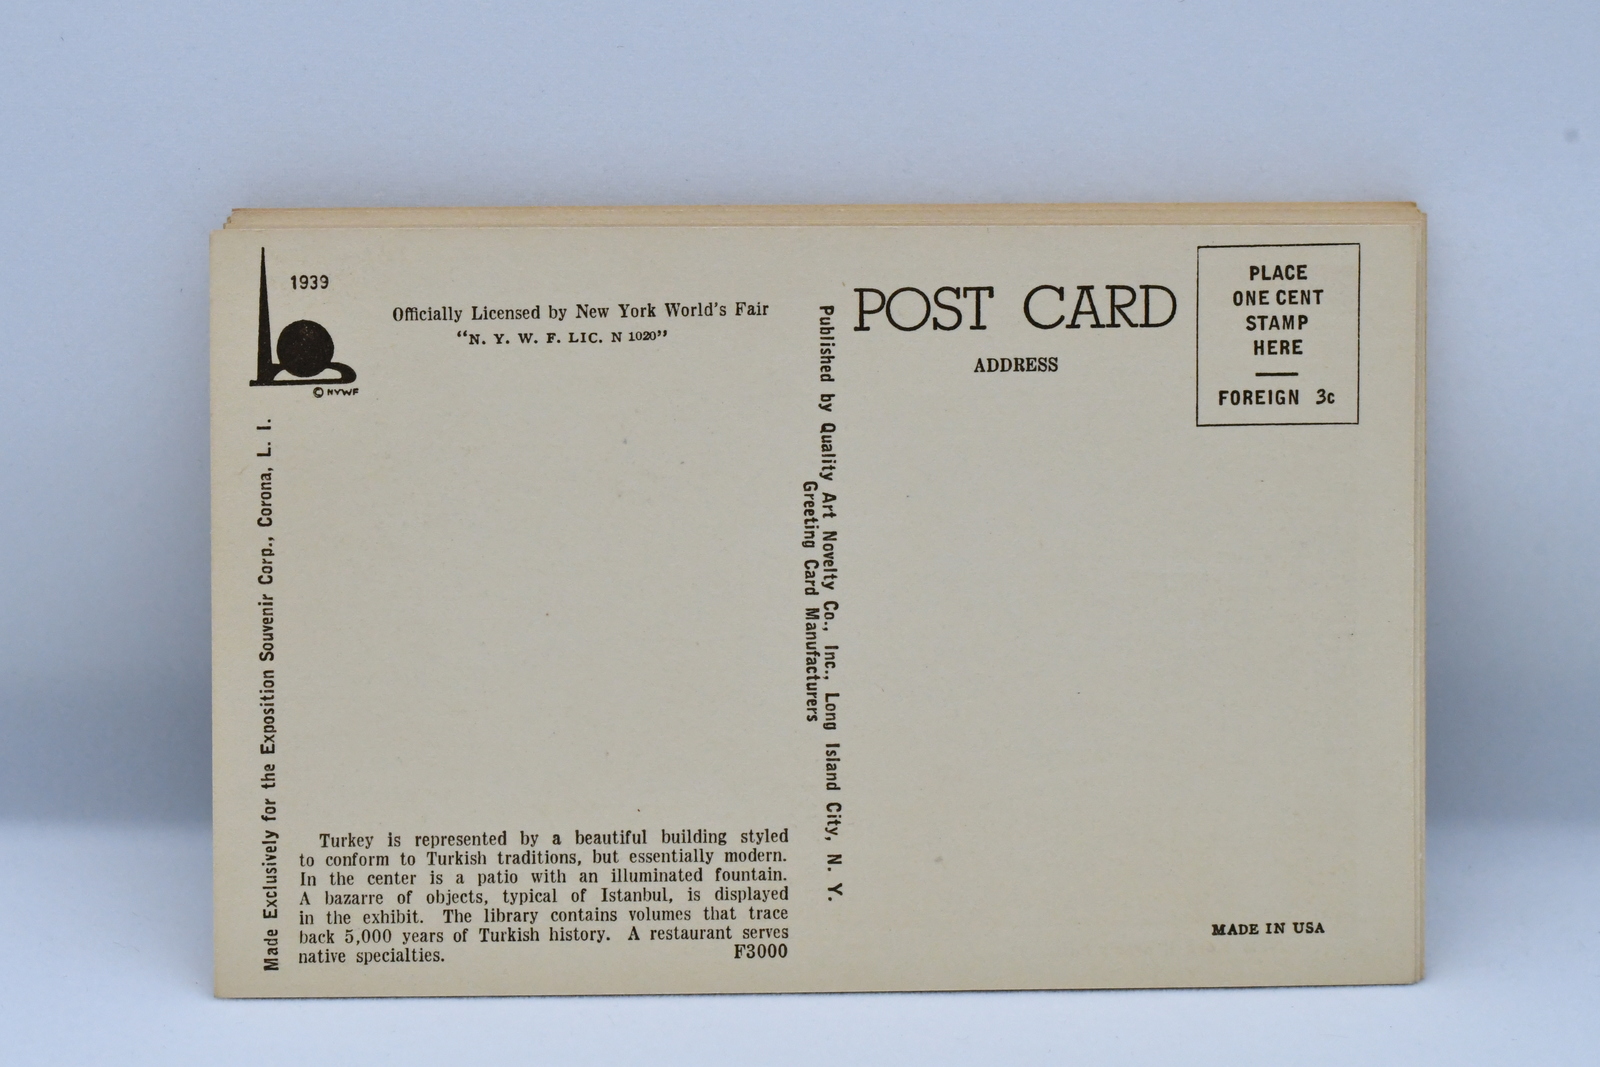 1939
© NYWF
Officially Licensed by New York World's Fair
"N. Y. W. F. LIC. N 1020"
Made Exclusively for the Exposition Souvenir Corp., Corona, L. I.
Turkey is represented by a beautiful building styled
to conform to Turkish traditions, but essentially modern.
In the center is a patio with an illuminated fountain.
A bazarre of objects, typical of Istanbul, is displayed
in the exhibit. The library contains volumes that trace
back 5,000 years of Turkish history. A restaurant serves
native specialties. F3000
Published by Quality Art Novelty Co., Inc., Long Island City, N. Y.
Greeting Card Manufacturers
POST CARD
ADDRESS
PLACE
ONE CENT
STAMP
HERE
FOREIGN 3c
MADE IN USA